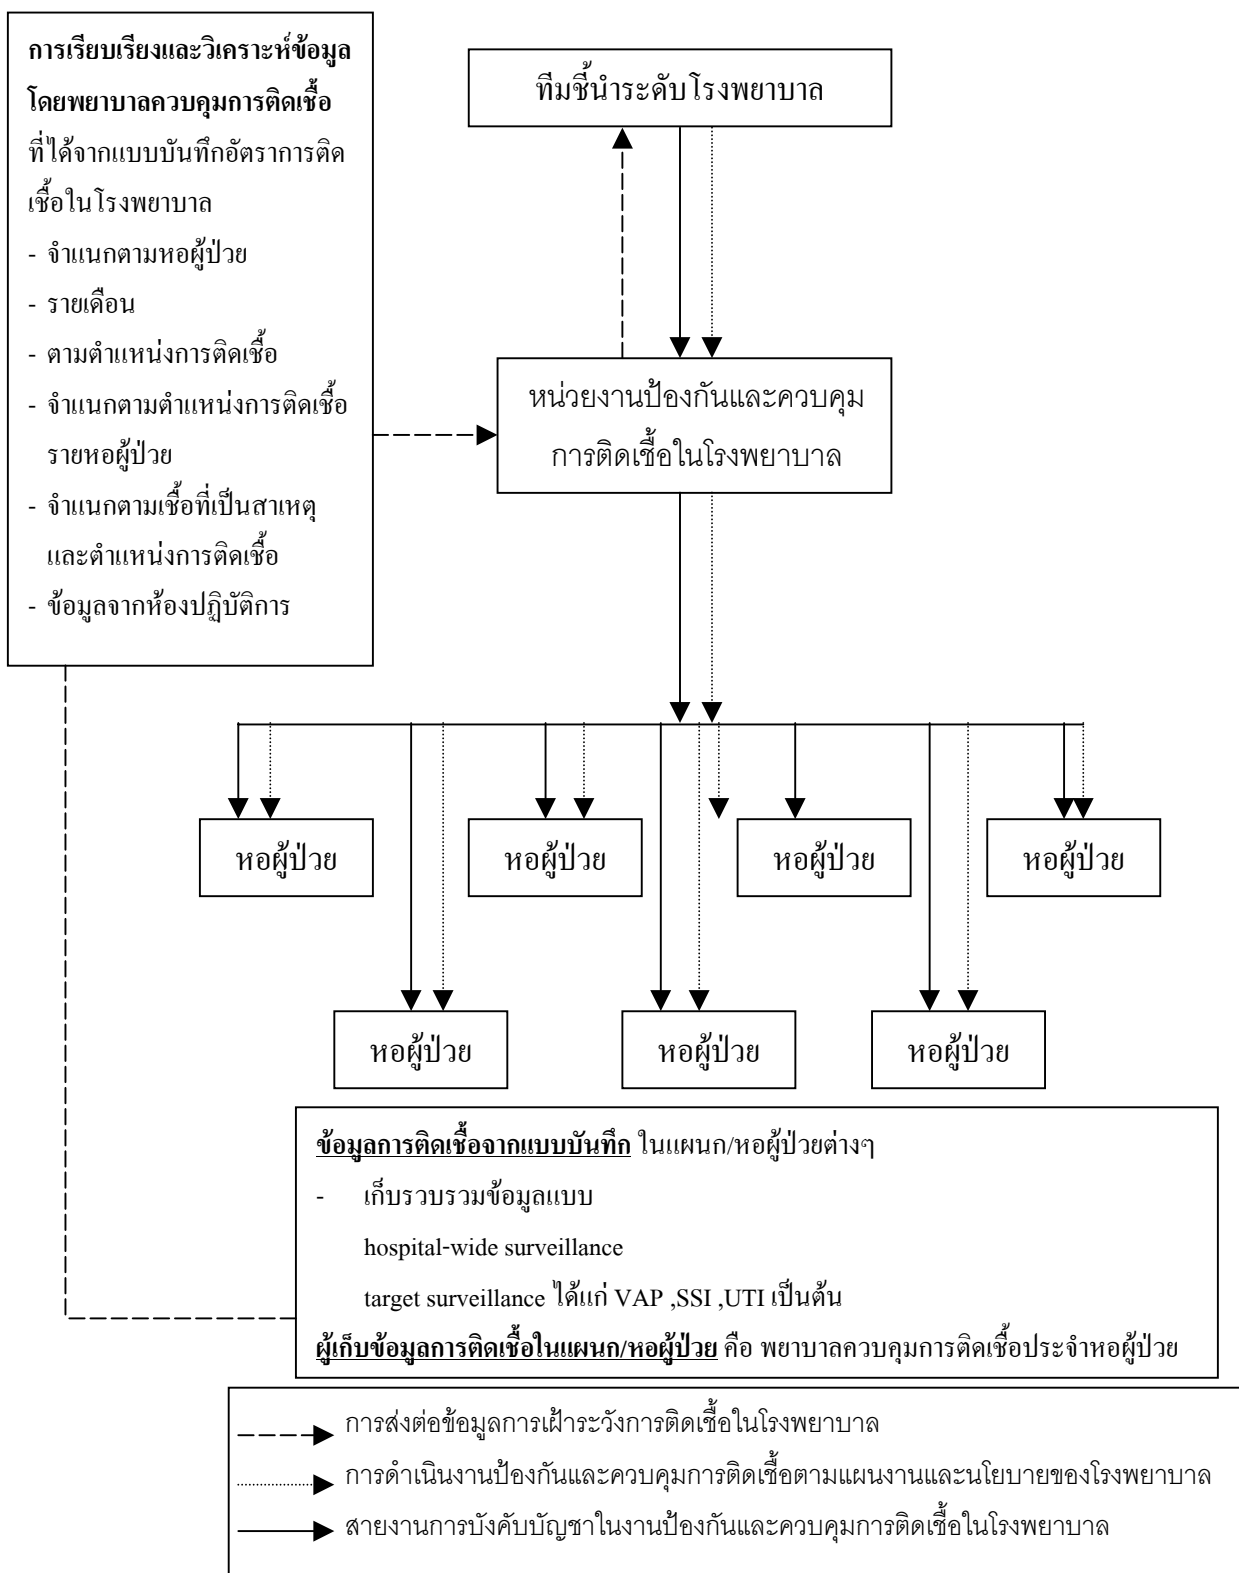 การเรียบเรียงและวิเคราะห์ข้อมูล
โดยพยาบาลควบคุมการติดเชื้อ
ที่ได้จากแบบบันทึกอัตราการติด
เชื้อในโรงพยาบาล
- จำแนกตามหอผู้ป่วย
- รายเดือน
- ตามตำแหน่งการติดเชื้อ
- จำแนกตามตำแหน่งการติดเชื้อ
รายหอผู้ป่วย
- จำแนกตามเชื้อที่เป็นสาเหตุ
และตำแหน่งการติดเชื้อ
- ข้อมูลจากห้องปฏิบัติการ
ทีมชี้นำระดับโรงพยาบาล
หน่วยงานป้องกันและควบคุม
การติดเชื้อในโรงพยาบาล
หอผู้ป่วย
หอผู้ป่วย
หอผู้ป่วย
หอผู้ป่วย
หอผู้ป่วย
หอผู้ป่วย
หอผู้ป่วย
ข้อมูลการติดเชื้อจากแบบบันทึก ในแผนก/หอผู้ป่วยต่างๆ
- เก็บรวบรวมข้อมูลแบบ
hospital-wide surveillance
target surveillance ได้แก่ VAP ,SSI ,UTI เป็นต้น
ผู้เก็บข้อมูลการติดเชื้อในแผนก/หอผู้ป่วย คือ พยาบาลควบคุมการติดเชื้อประจำหอผู้ป่วย
การส่งต่อข้อมูลการเฝ้าระวังการติดเชื้อในโรงพยาบาล
การดำเนินงานป้องกันและควบคุมการติดเชื้อตามแผนงานและนโยบายของโรงพยาบาล
สายงานการบังคับบัญชาในงานป้องกันและควบคุมการติดเชื้อในโรงพยาบาล